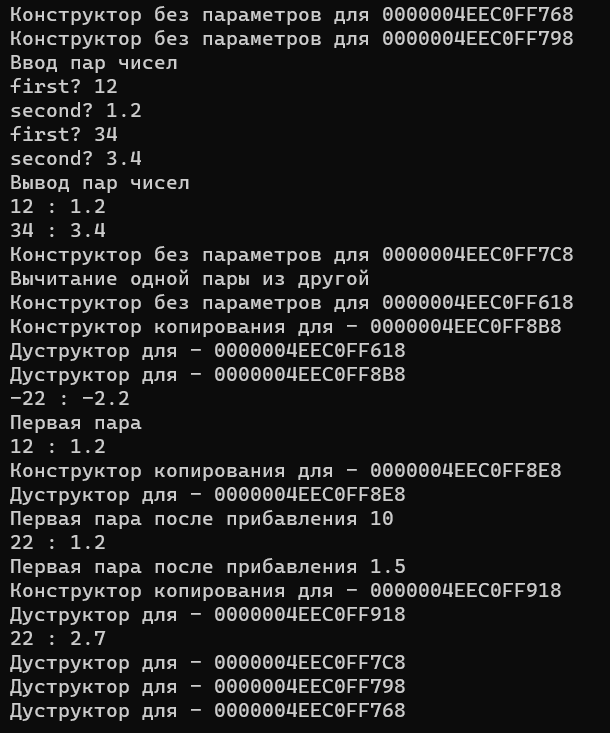 Конструктор без параметров для 0000004EEC0FF768
Конструктор без параметров для 0000004EEC0FF798
Ввод пар чисел
first? 12
second? 1.2
first? 34
second? 3.4
Вывод пар чисел
12 : 1.2
34 : 3.4
Конструктор без параметров для 0000004EEC0FF7C8
Вычитание одной пары из другой
Конструктор без параметров для 0000004EEC0FF618
Конструктор копирования для - 0000004EEC0FF8B8
Дуструктор для - 0000004EEC0FF618
Дуструктор для - 0000004EEC0FF8B8
-22 : -2.2
Первая пара
12 : 1.2
Конструктор копирования для - 0000004EEC0FF8E8
Дуструктор для - 0000004EEC0FF8E8
Первая пара после прибавления 10
22 : 1.2
Первая пара после прибавления 1.5
Конструктор копирования для - 0000004EEC0FF918
Дуструктор для - 0000004EEC0FF918
22 : 2.7
Дуструктор для - 0000004EEC0FF7C8
Дуструктор для - 0000004EEC0FF798
Дуструктор для - 0000004EEC0FF768